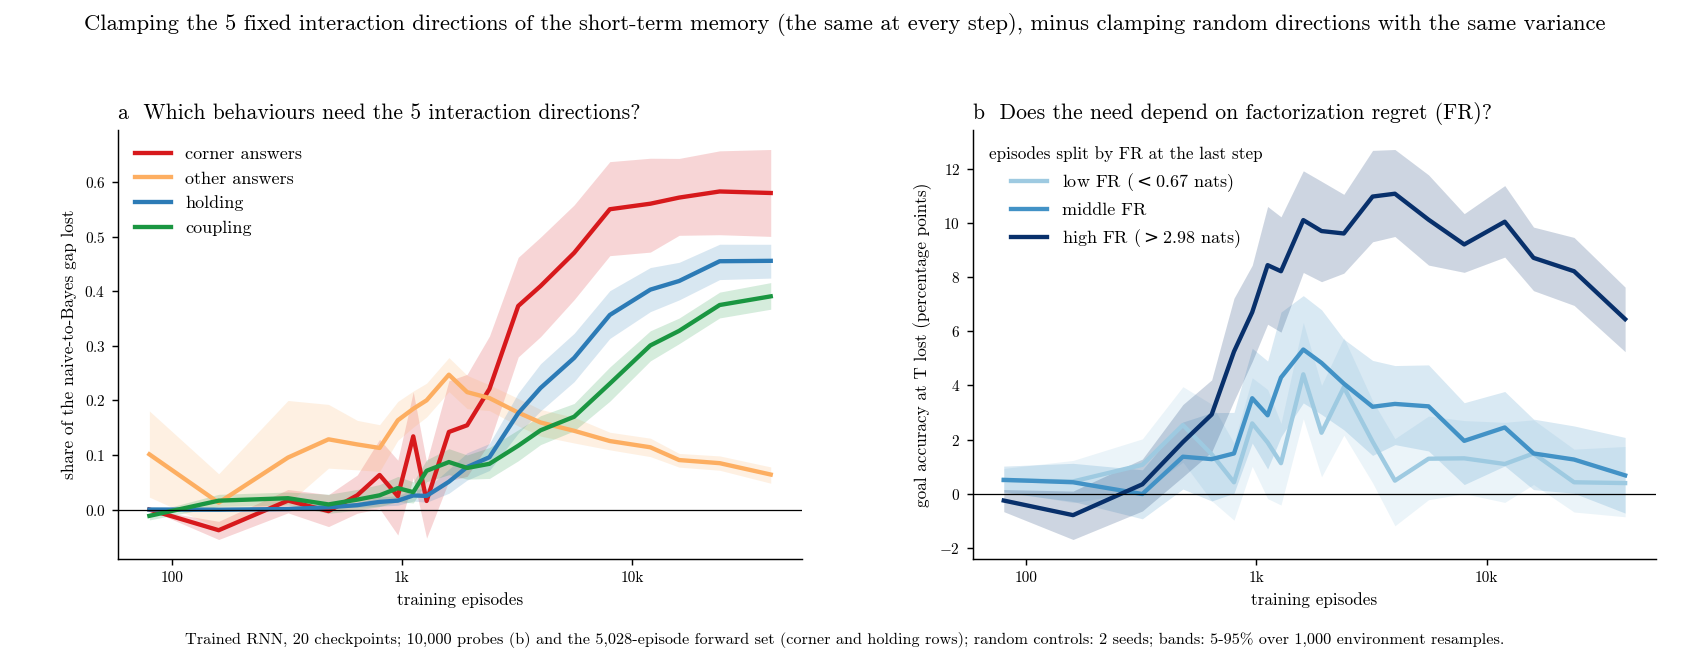 Clamping the 5 fixed interaction directions of the short-term memory (the same at every step), minus clamping random directions with the same variance
a Which behaviours need the 5 interaction directions?
corner answers
other answers
holding
coupling
share of the naive-to-Bayes gap lost
0.6
0.5
0.4
0.3
0.2
0.1
0.0
100
1k
10k
training episodes
b Does the need depend on factorization regret (FR)?
episodes split by FR at the last step
low FR (<0.67 nats)
middle FR
high FR (>2.98 nats)
goal accuracy at T lost (percentage points)
12
10
8
6
4
2
0
−2
100
1k
10k
training episodes
Trained RNN, 20 checkpoints; 10,000 probes (b) and the 5,028-episode forward set (corner and holding rows); random controls: 2 seeds; bands: 5-95% over 1,000 environment resamples.